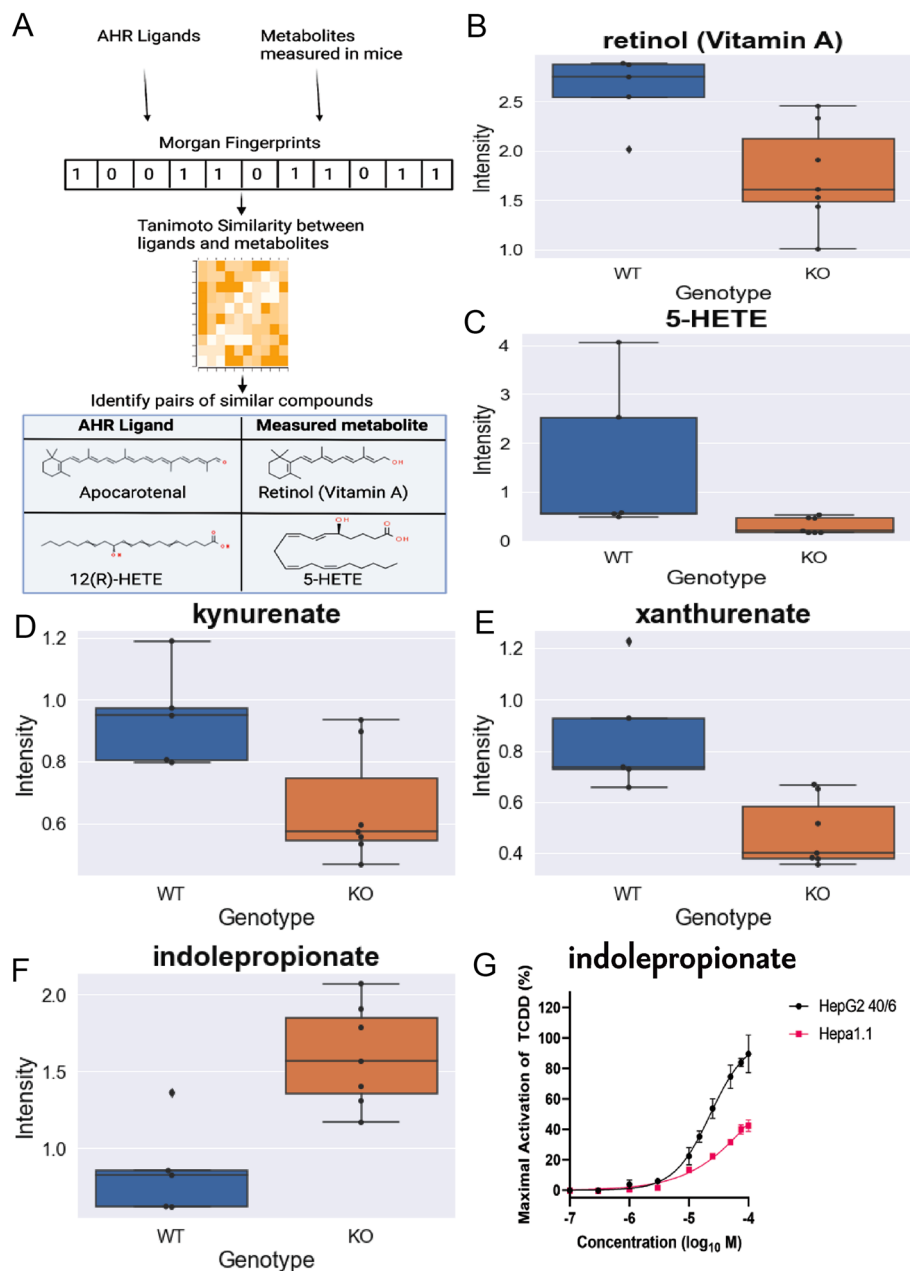 A
AHR Ligands
Metabolites
measured in mice
Morgan Fingerprints
1 0 0 1 1 0 1 1 0 1 1
Tanimoto Similarity between
ligands and metabolites
Identify pairs of similar compounds
AHR Ligand
Measured metabolite
O
OH
Apocarotenal
Retinol (Vitamin A)
OH
O
OH
OH
O
OH
12(R)-HETE
5-HETE
B
retinol (Vitamin A)
Intensity
2.5
2.0
1.5
1.0
WT
KO
Genotype
C
5-HETE
Intensity
4
3
2
1
0
WT
KO
Genotype
D
kynurenate
Intensity
1.2
1.0
0.8
0.6
WT
KO
Genotype
E
xanthurenate
Intensity
1.2
1.0
0.8
0.6
0.4
WT
KO
Genotype
F
indolepropionate
Intensity
2.0
1.5
1.0
WT
KO
Genotype
G
indolepropionate
Maximal Activation of TCDD (%)
120
100
80
60
40
20
0
-7
-6
-5
-4
Concentration (log10 M)
HepG2 40/6
Hepa1.1